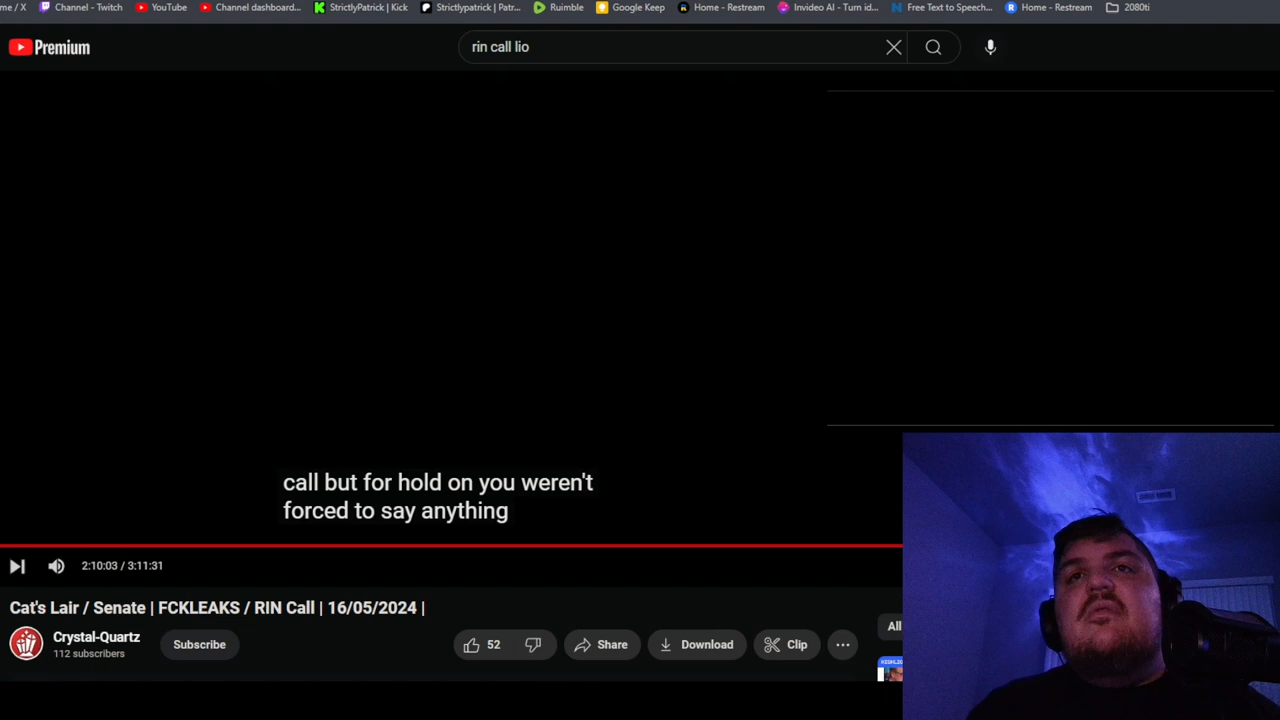 me / X Channel - Twitch YouTube Channel dashboard... StrictlyPatrick | Kick Strictlypatrick | Patr... Rumble Google Keep Home - Restream Invideo AI - Turn id... Free Text to Speech... Home - Restream 2080ti
Premium rin call lio
call but for hold on you weren't
forced to say anything
2:10:03 / 3:11:31
Cat's Lair / Senate | FCKLEAKS / RIN Call | 16/05/2024 |
All
Crystal-Quartz
112 subscribers
Subscribe 52 Share Download Clip